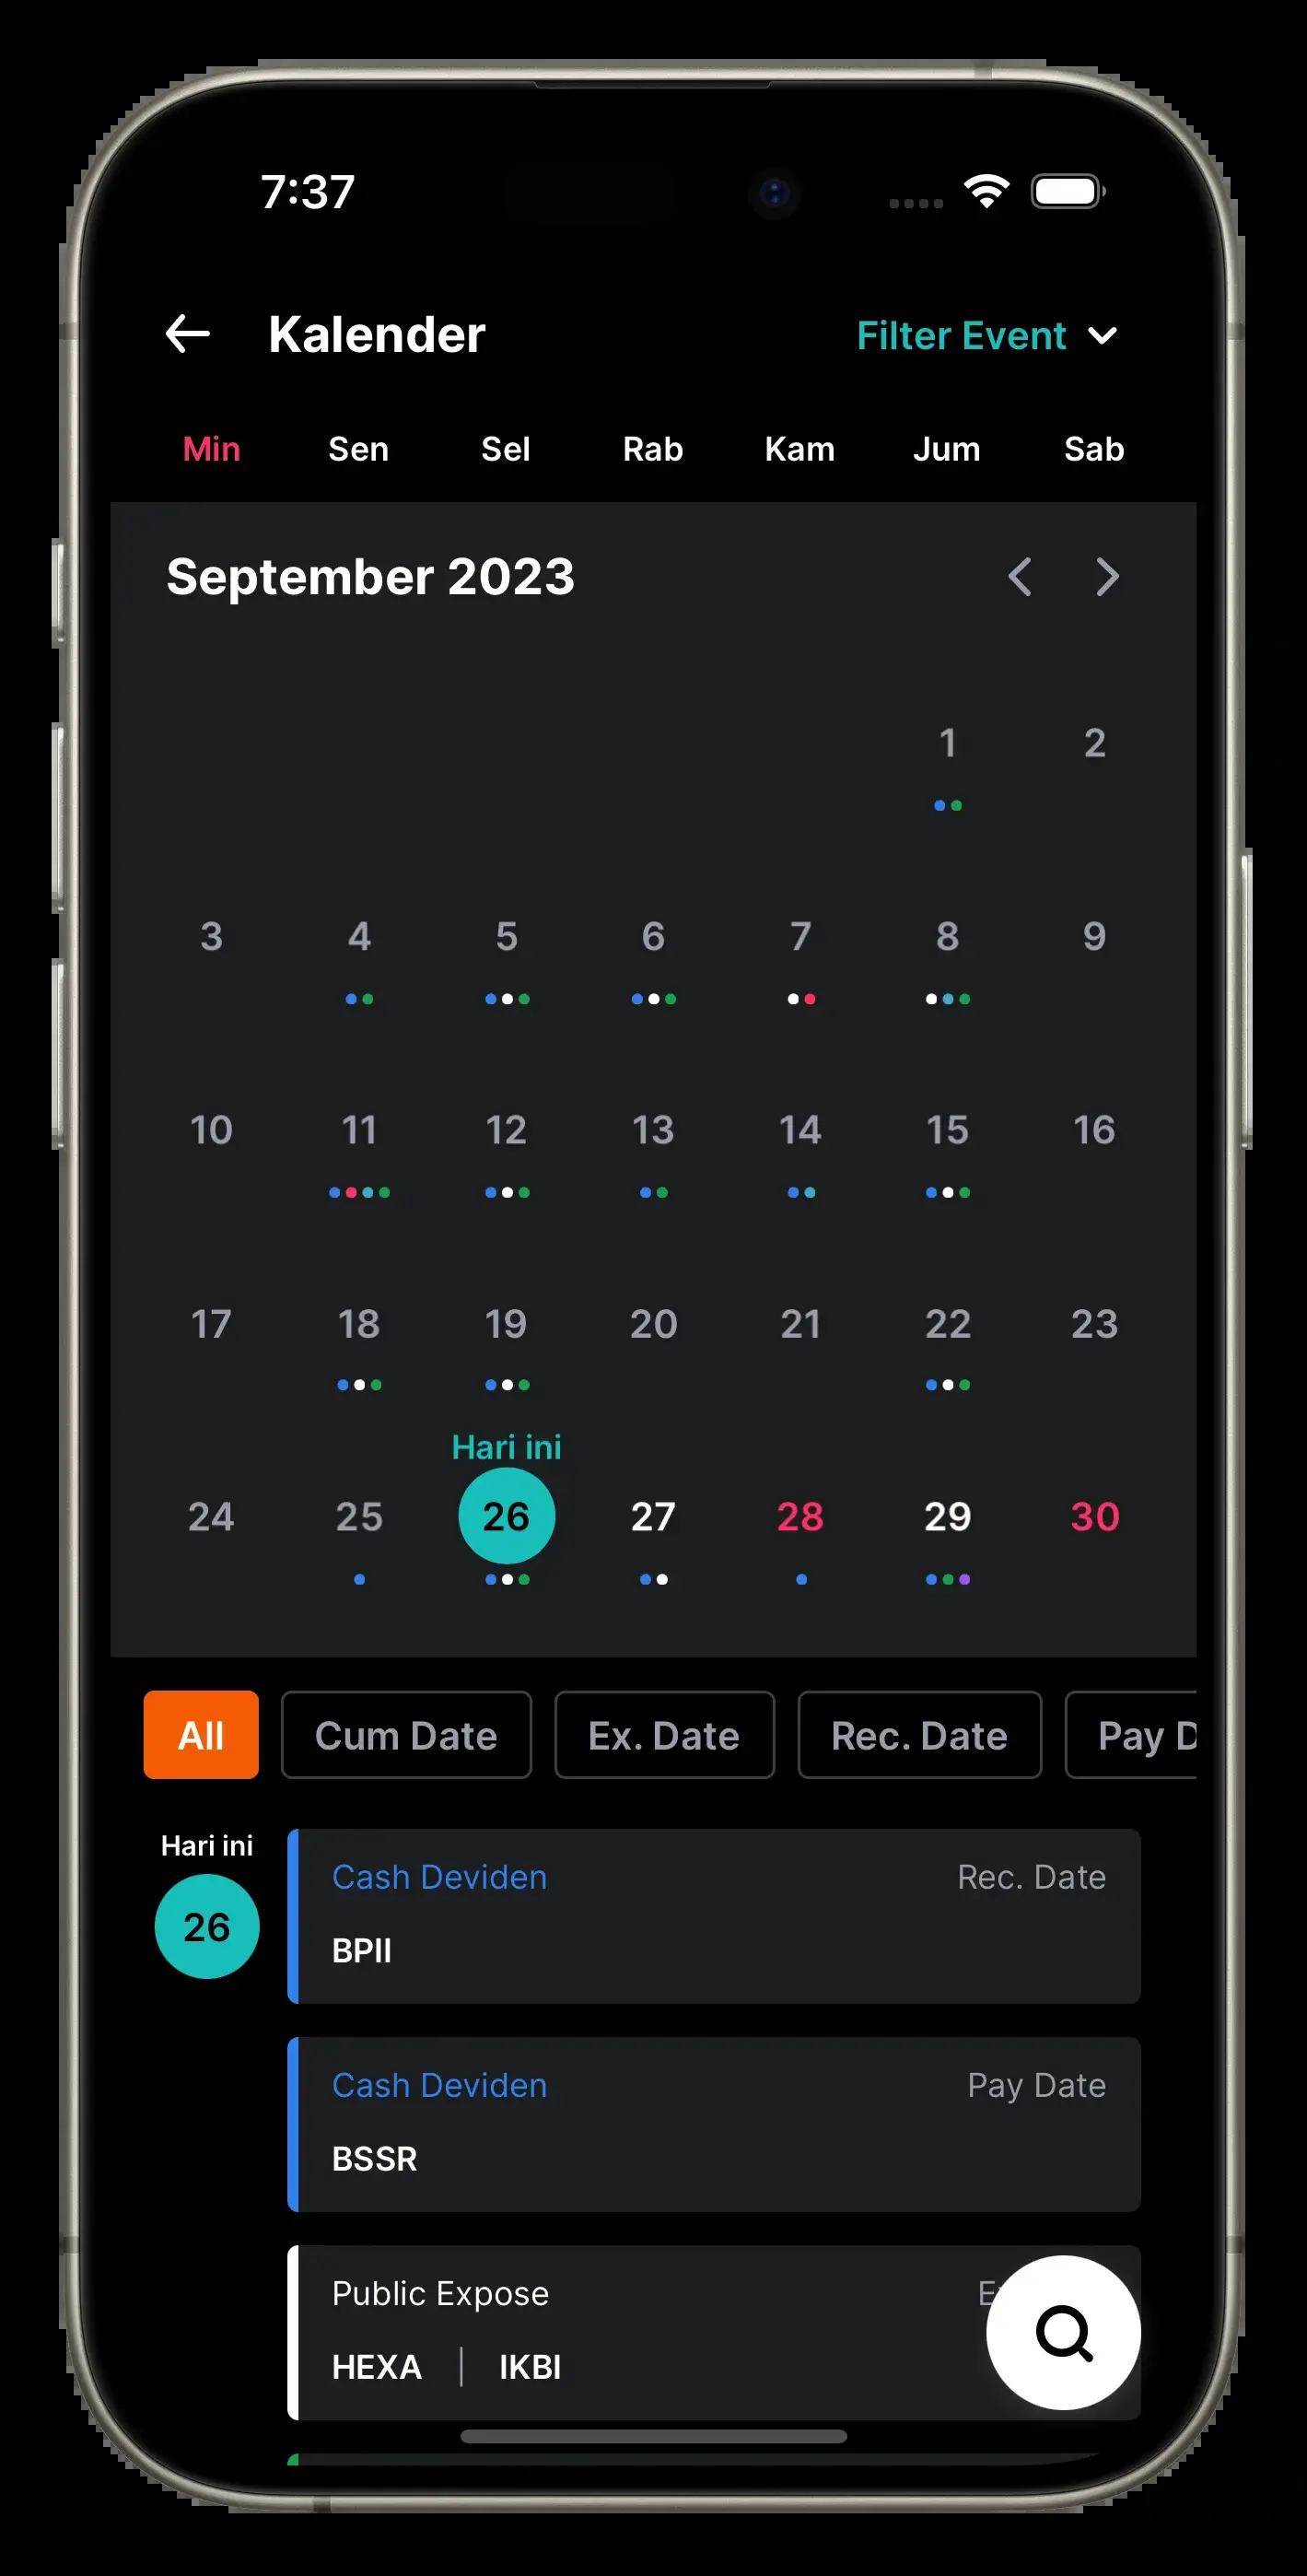 7:37
Kalender Filter Event
Min Sen Sel Rab Kam Jum Sab
September 2023
1 2
3 4 5 6 7 8 9
10 11 12 13 14 15 16
17 18 19 20 21 22 23
Hari ini
24 25 26 27 28 29 30
All Cum Date Ex. Date Rec. Date Pay D
Hari ini
26
Cash Deviden Rec. Date
BPII
Cash Deviden Pay Date
BSSR
Public Expose
HEXA | IKBI